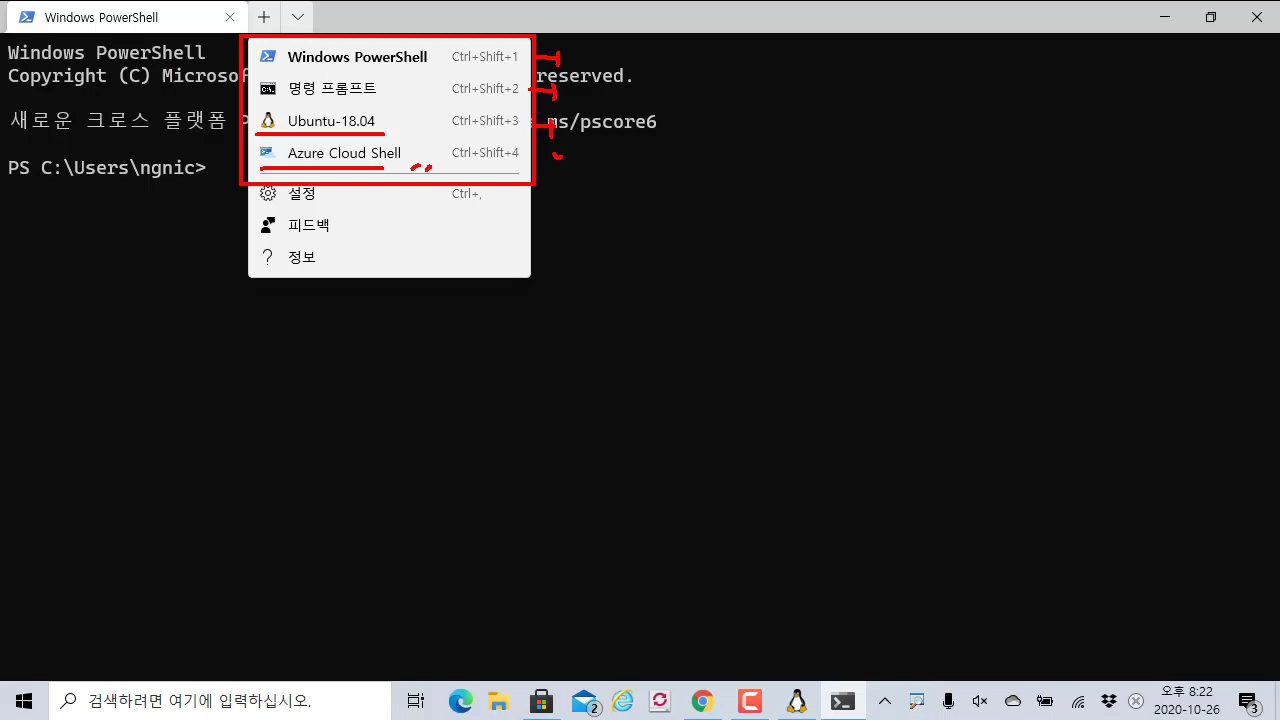 Windows PowerShell
Windows PowerShell
Copyright (C) Microsof reserved.
새로운 크로스 플랫폼 ms/pscore6
PS C:\Users\ngnic>
Windows PowerShell Ctrl+Shift+1
명령 프롬프트 Ctrl+Shift+2
Ubuntu-18.04 Ctrl+Shift+3
Azure Cloud Shell Ctrl+Shift+4
설정 Ctrl+,
피드백
정보
검색하려면 여기에 입력하십시오.
2
오후 8:22
2020-10-26
3